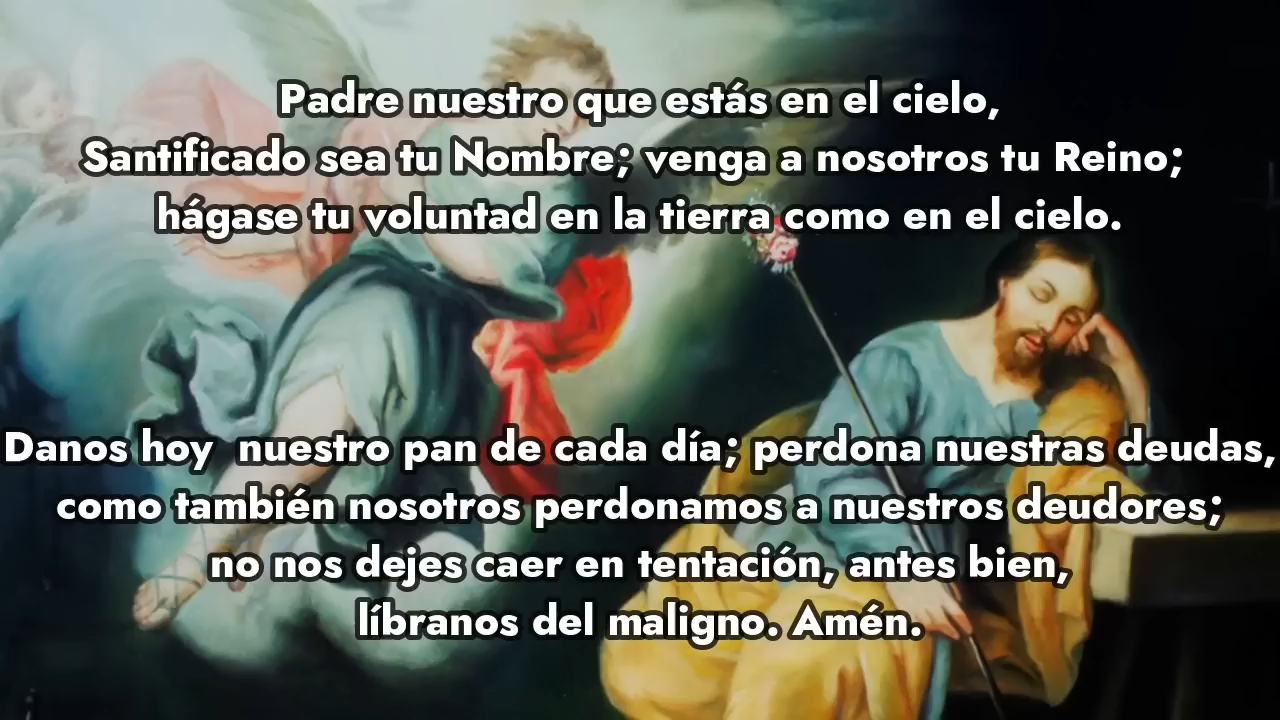 Padre nuestro que estás en el cielo,
Santificado sea tu Nombre; venga a nosotros tu Reino;
hágase tu voluntad en la tierra como en el cielo.
Danos hoy  nuestro pan de cada día; perdona nuestras deudas,
como también nosotros perdonamos a nuestros deudores;
no nos dejes caer en tentación, antes bien,
líbranos del maligno. Amén.